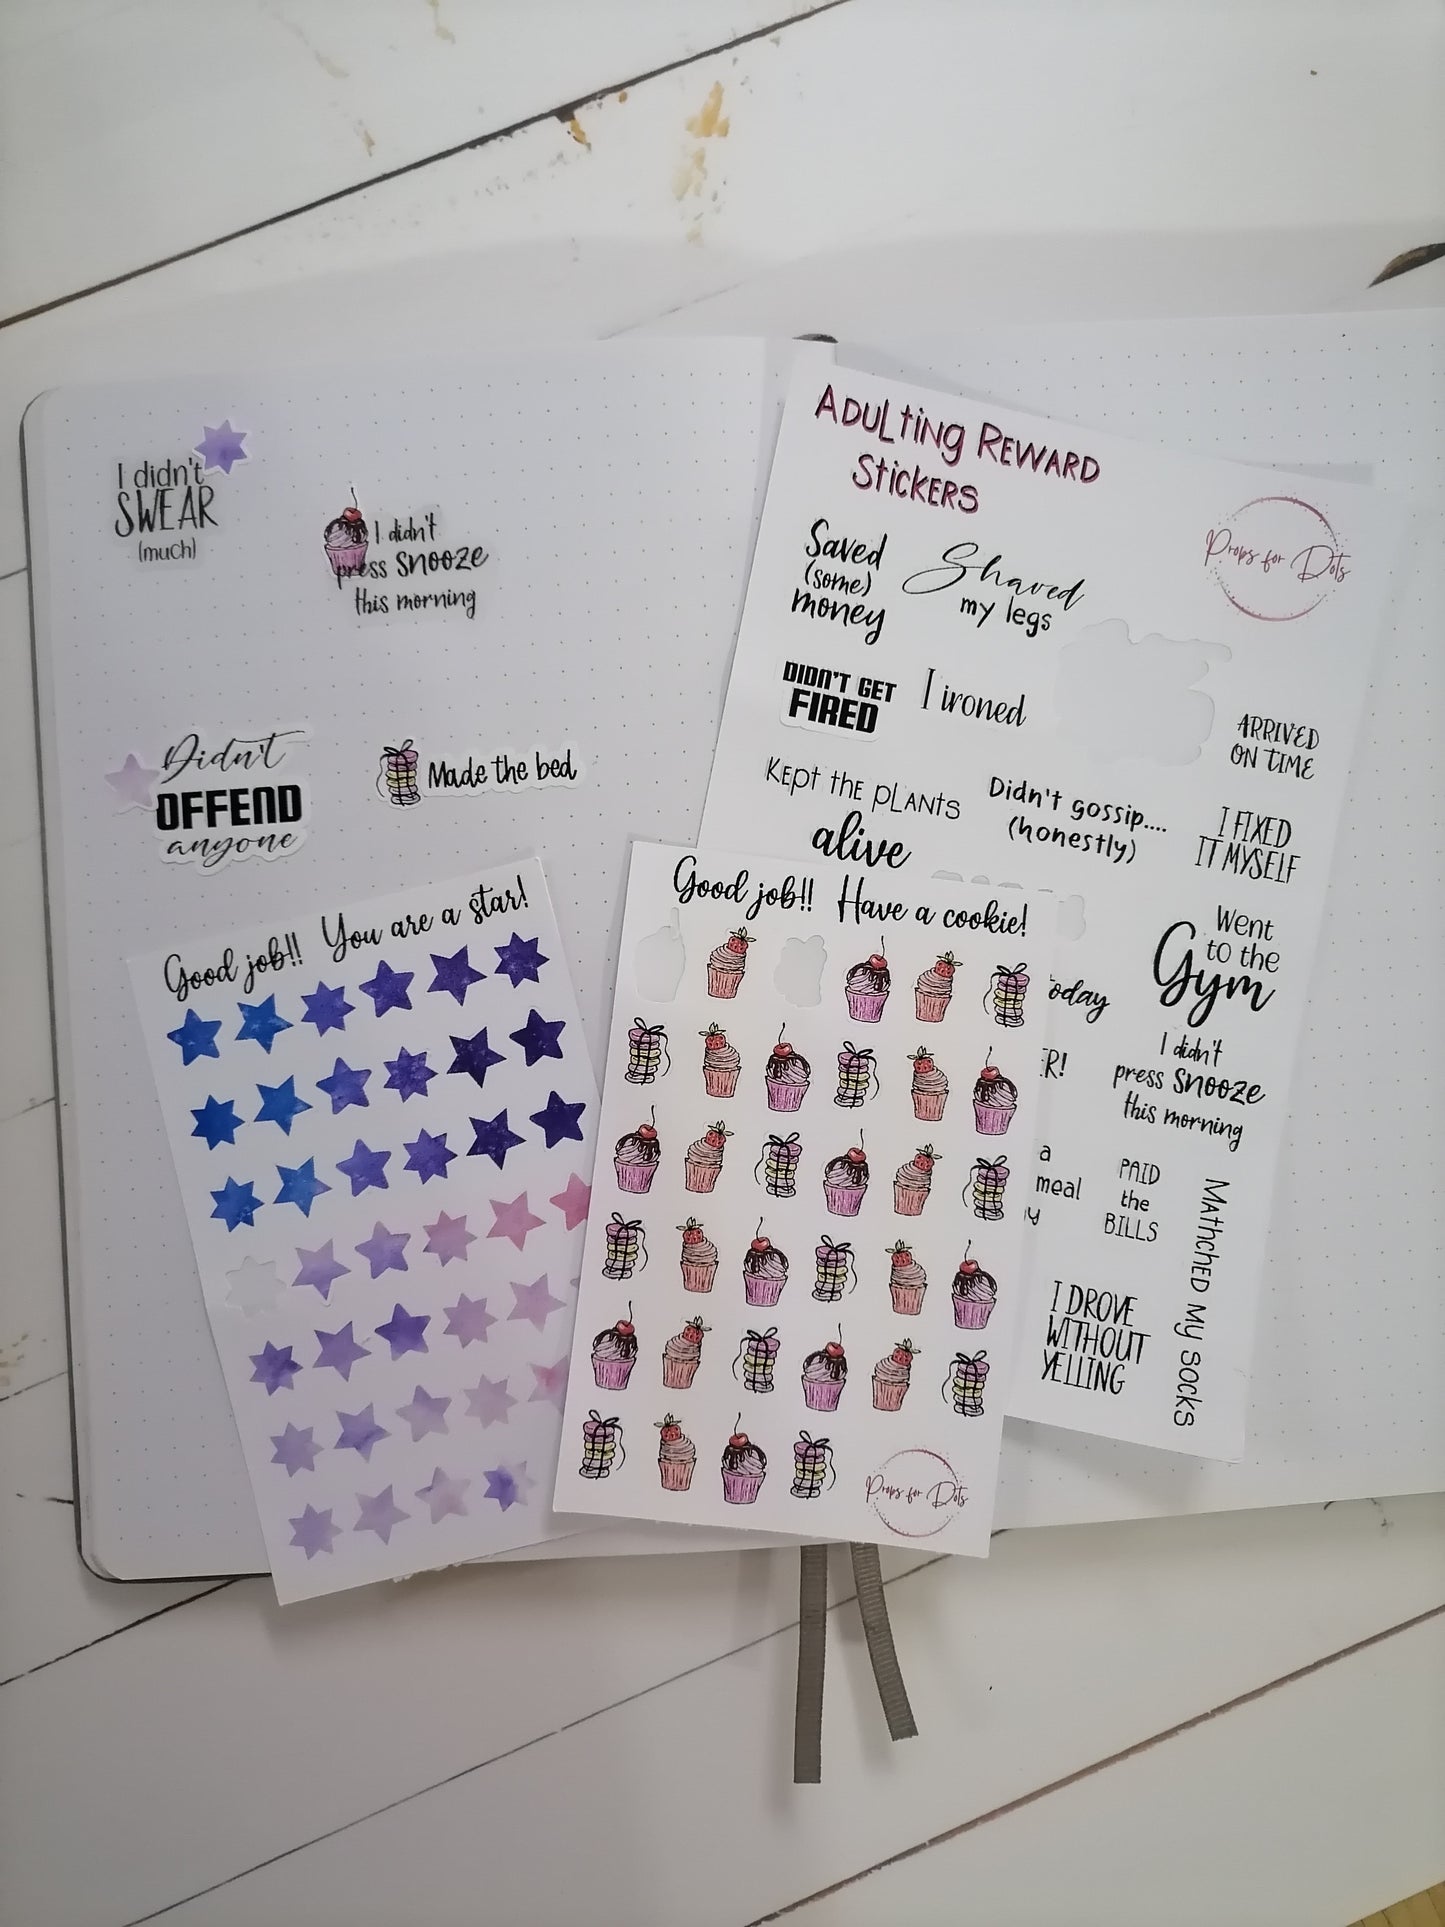 I didn't
SWEAR
(much)
I didn't
press SNOOZE
this morning
Didn't
OFFEND
anyone
Made the bed
ADULTING REWARD
STICKERS
Props for Dots
Saved
(some)
money
Shaved
my legs
DIDN'T GET
FIRED
I ironed
ARRIVED
ON TIME
KEPT THE PLANTS
alive
Didn't gossip....
(honestly)
I FIXED
IT MYSELF
Went
to the
Gym
I didn't
press SNOOZE
this morning
a
meal
PAID
the
BILLS
MATHCHED MY SOCKS
I DROVE
WITHOUT
YELLING
Good job!! You are a star!
Good job!! Have a cookie!
Props for Dots